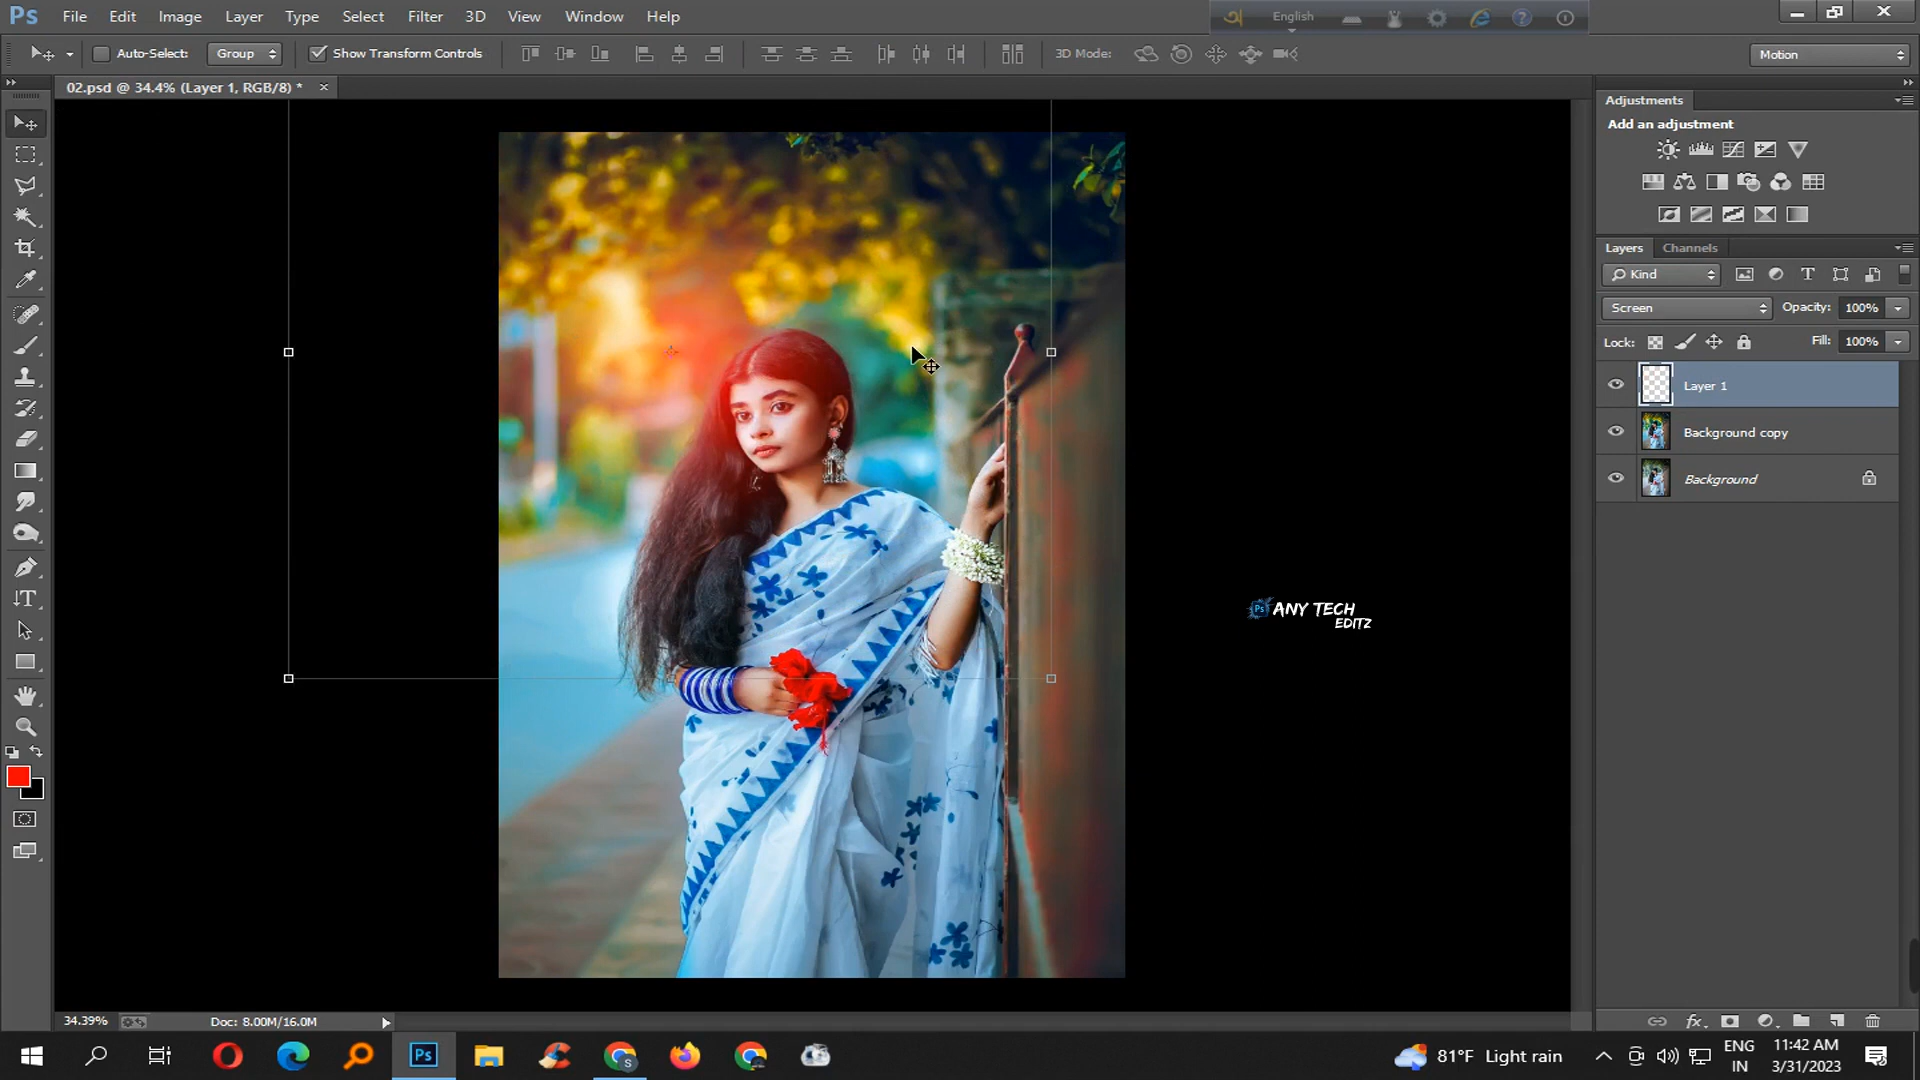 Ps File Edit Image Layer Type Select Filter 3D View Window Help
English
Auto-Select: Group Show Transform Controls 3D Mode: Motion
02.psd @ 34.4% (Layer 1, RGB/8) * ×
Adjustments
Add an adjustment
Layers Channels
Kind
Screen Opacity: 100%
Lock: Fill: 100%
Layer 1
Background copy
Background
Ps ANY TECH
EDITZ
34.39% Doc: 8.00M/16.0M
Ps S 81°F Light rain ENG IN 11:42 AM 3/31/2023